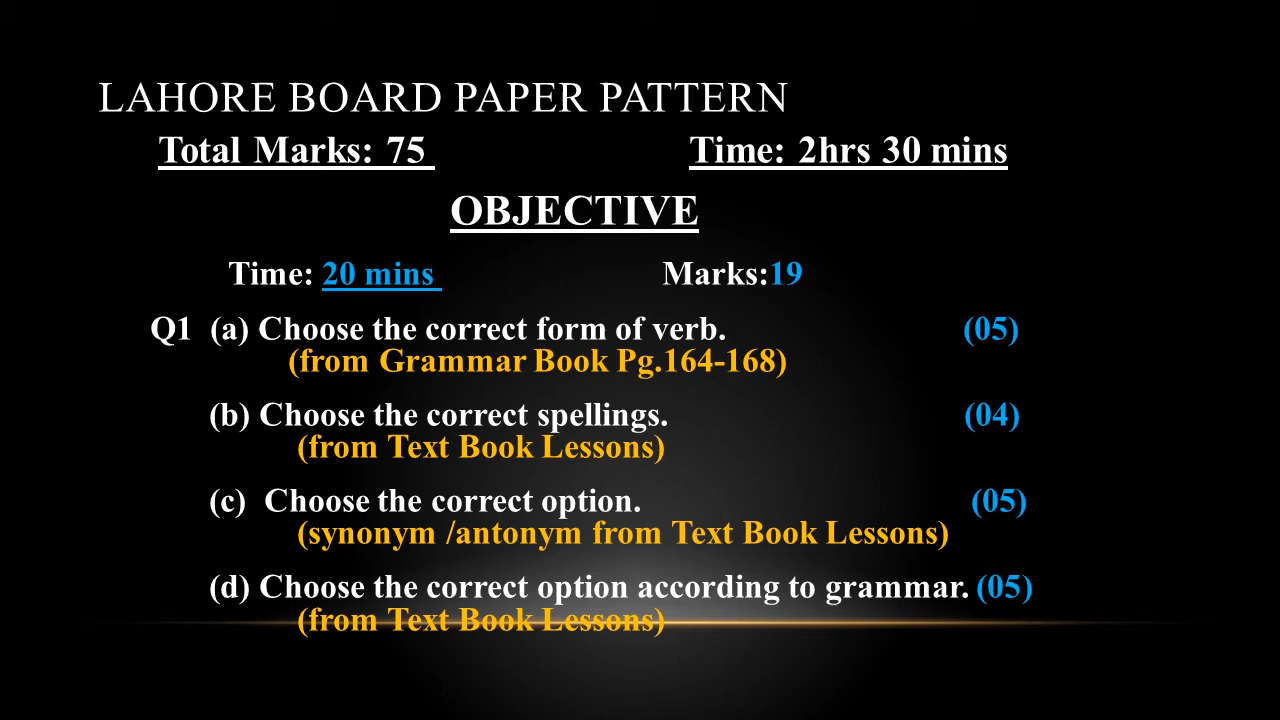 LAHORE BOARD PAPER PATTERN
Total Marks: 75 Time: 2hrs 30 mins
OBJECTIVE
Time: 20 mins Marks:19
Q1 (a) Choose the correct form of verb. (05)
(from Grammar Book Pg.164-168)
(b) Choose the correct spellings. (04)
(from Text Book Lessons)
(c) Choose the correct option. (05)
(synonym /antonym from Text Book Lessons)
(d) Choose the correct option according to grammar. (05)
(from Text Book Lessons)